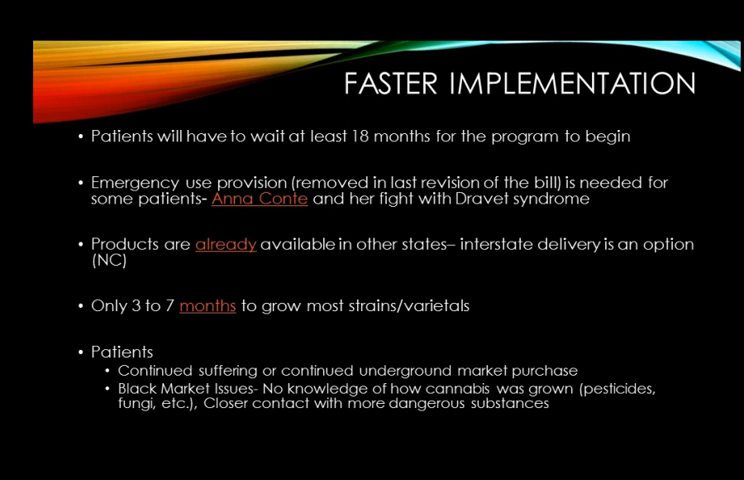 FASTER IMPLEMENTATION
• Patients will have to wait at least 18 months for the program to begin
• Emergency use provision (removed in last revision of the bill) is needed for
some patients- Anna Conte and her fight with Dravet syndrome
• Products are already available in other states– interstate delivery is an option
(NC)
• Only 3 to 7 months to grow most strains/varietals
• Patients
• Continued suffering or continued underground market purchase
• Black Market Issues- No knowledge of how cannabis was grown (pesticides,
fungi, etc.), Closer contact with more dangerous substances